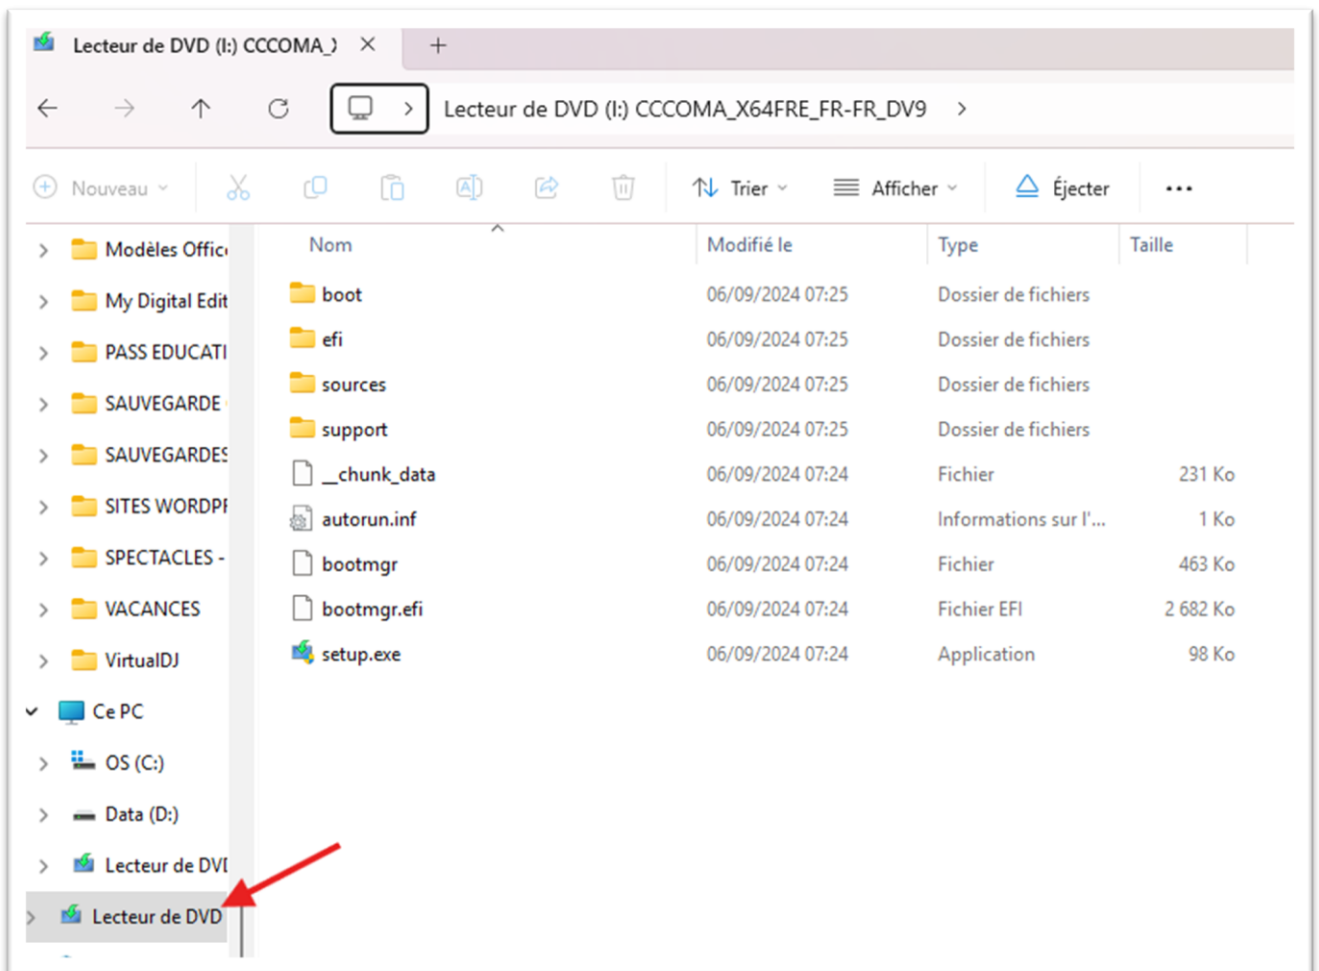 Lecteur de DVD (I:) CCCOMA_X
Lecteur de DVD (I:) CCCOMA_X64FRE_FR-FR_DV9
Nouveau
Trier
Afficher
Éjecter
Nom Modifié le Type Taille
Modèles Offic
My Digital Edit
PASS EDUCATI
SAUVEGARDE
SAUVEGARDES
SITES WORDPR
SPECTACLES -
VACANCES
VirtualDJ
Ce PC
OS (C:)
Data (D:)
Lecteur de DVD
Lecteur de DVD
boot 06/09/2024 07:25 Dossier de fichiers
efi 06/09/2024 07:25 Dossier de fichiers
sources 06/09/2024 07:25 Dossier de fichiers
support 06/09/2024 07:25 Dossier de fichiers
__chunk_data 06/09/2024 07:24 Fichier 231 Ko
autorun.inf 06/09/2024 07:24 Informations sur l'... 1 Ko
bootmgr 06/09/2024 07:24 Fichier 463 Ko
bootmgr.efi 06/09/2024 07:24 Fichier EFI 2 682 Ko
setup.exe 06/09/2024 07:24 Application 98 Ko